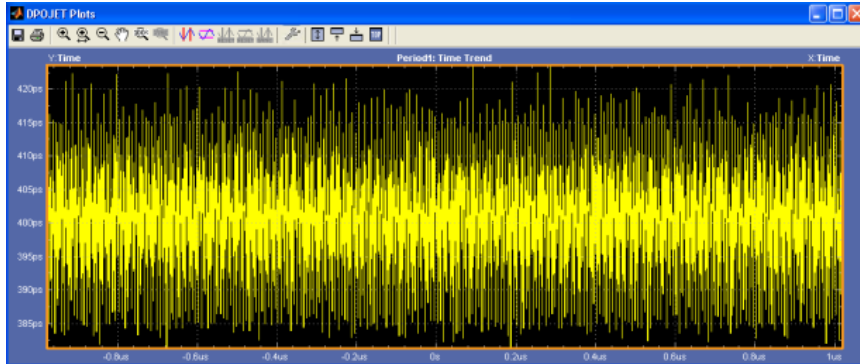 DPOJET Plots
Y:Time Period1: Time Trend X:Time
420ps
415ps
410ps
405ps
400ps
395ps
390ps
385ps
-0.8us -0.6us -0.4us -0.2us 0s 0.2us 0.4us 0.6us 0.8us 1us